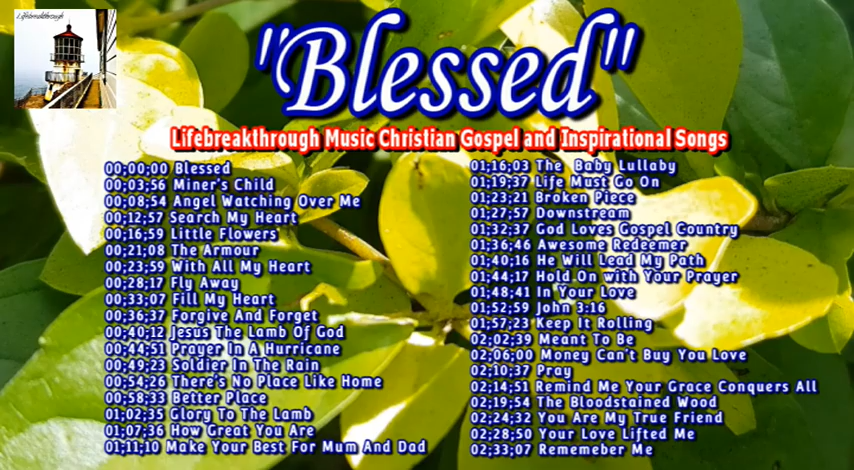 Lifebreakthrough
"Blessed"
Lifebreakthrough Music Christian Gospel and Inspirational Songs
00;00;00 Blessed
00;03;56 Miner's Child
00;08;54 Angel Watching Over Me
00;12;57 Search My Heart
00;16;59 Little Flowers
00;21;08 The Armour
00;23;59 With All My Heart
00;28;17 Fly Away
00;33;07 Fill My Heart
00;36;37 Forgive And Forget
00;40;12 Jesus The Lamb Of God
00;44;51 Prayer In A Hurricane
00;49;23 Soldier In The Rain
00;54;26 There's No Place Like Home
00;58;33 Better Place
01;02;35 Glory To The Lamb
01;07;36 How Great You Are
01;11;10 Make Your Best For Mum And Dad
01;16;03 The Baby Lullaby
01;19;37 Life Must Go On
01;23;21 Broken Piece
01;27;57 Downstream
01;32;37 God Loves Gospel Country
01;36;46 Awesome Redeemer
01;40;16 He Will Lead My Path
01;44;17 Hold On with Your Prayer
01;48;41 In Your Love
01;52;59 John 3:16
01;57;23 Keep It Rolling
02;02;39 Meant To Be
02;06;00 Money Can't Buy You Love
02;10;37 Pray
02;14;51 Remind Me Your Grace Conquers All
02;19;54 The Bloodstained Wood
02;24;32 You Are My True Friend
02;28;50 Your Love Lifted Me
02;33;07 Rememeber Me